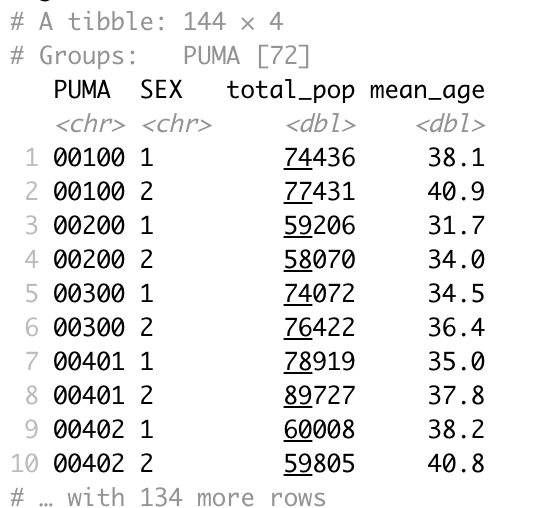 # A tibble: 144 × 4
# Groups:   PUMA [72]
   PUMA  SEX   total_pop mean_age
   <chr> <chr>     <dbl>    <dbl>
 1 00100 1         74436     38.1
 2 00100 2         77431     40.9
 3 00200 1         59206     31.7
 4 00200 2         58070     34.0
 5 00300 1         74072     34.5
 6 00300 2         76422     36.4
 7 00401 1         78919     35.0
 8 00401 2         89727     37.8
 9 00402 1         60008     38.2
10 00402 2         59805     40.8
# … with 134 more rows